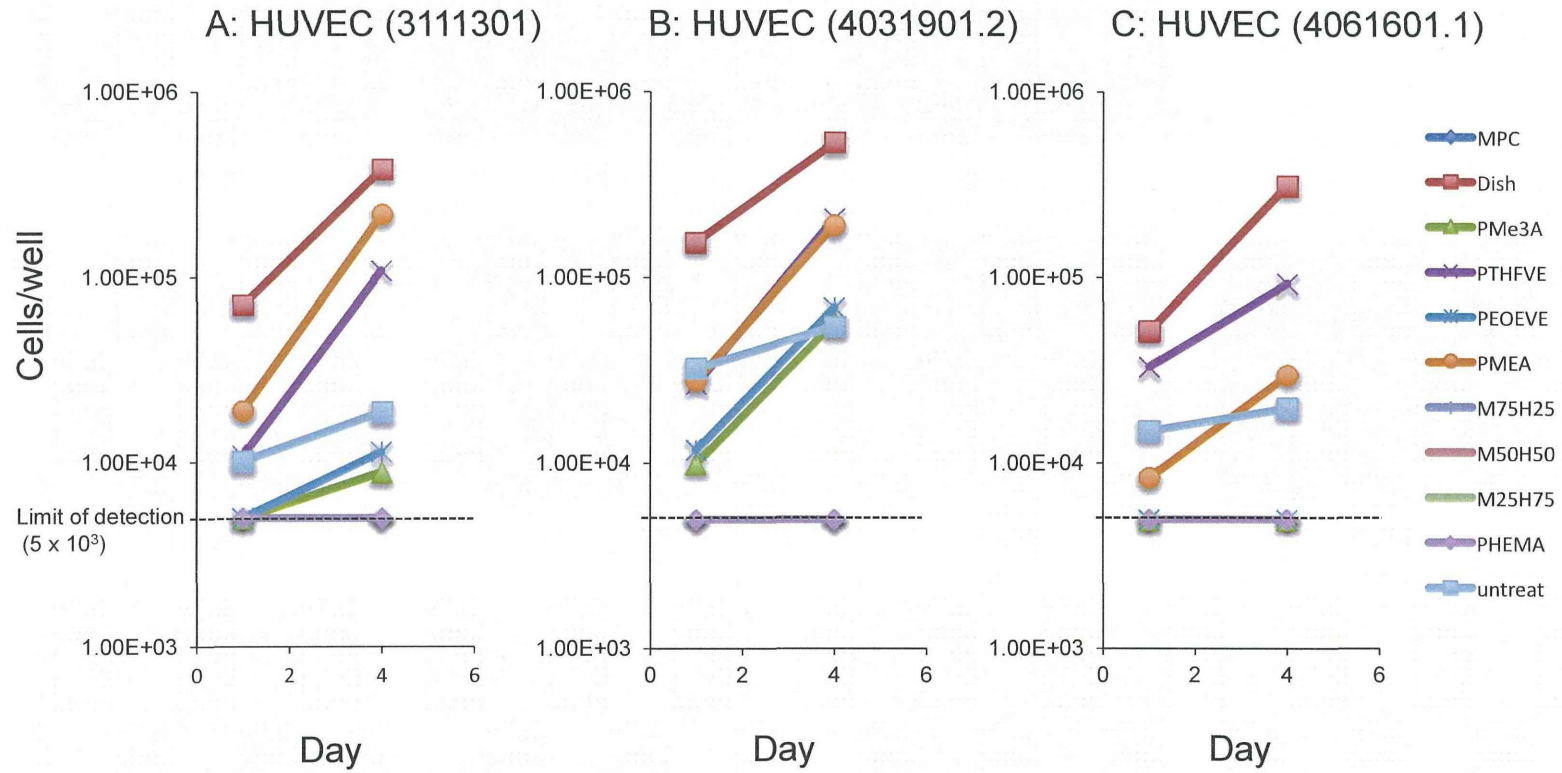 A: HUVEC (3111301)
B: HUVEC (4031901.2)
C: HUVEC (4061601.1)
Cells/well
1.00E+06
1.00E+05
1.00E+04
1.00E+03
Limit of detection
(5 x 10³)
0 2 4 6
Day
1.00E+06
1.00E+05
1.00E+04
1.00E+03
0 2 4 6
Day
1.00E+06
1.00E+05
1.00E+04
1.00E+03
0 2 4 6
Day
MPC
Dish
PMe3A
PTHFVE
PEOEVE
PMEA
M75H25
M50H50
M25H75
PHEMA
untreat